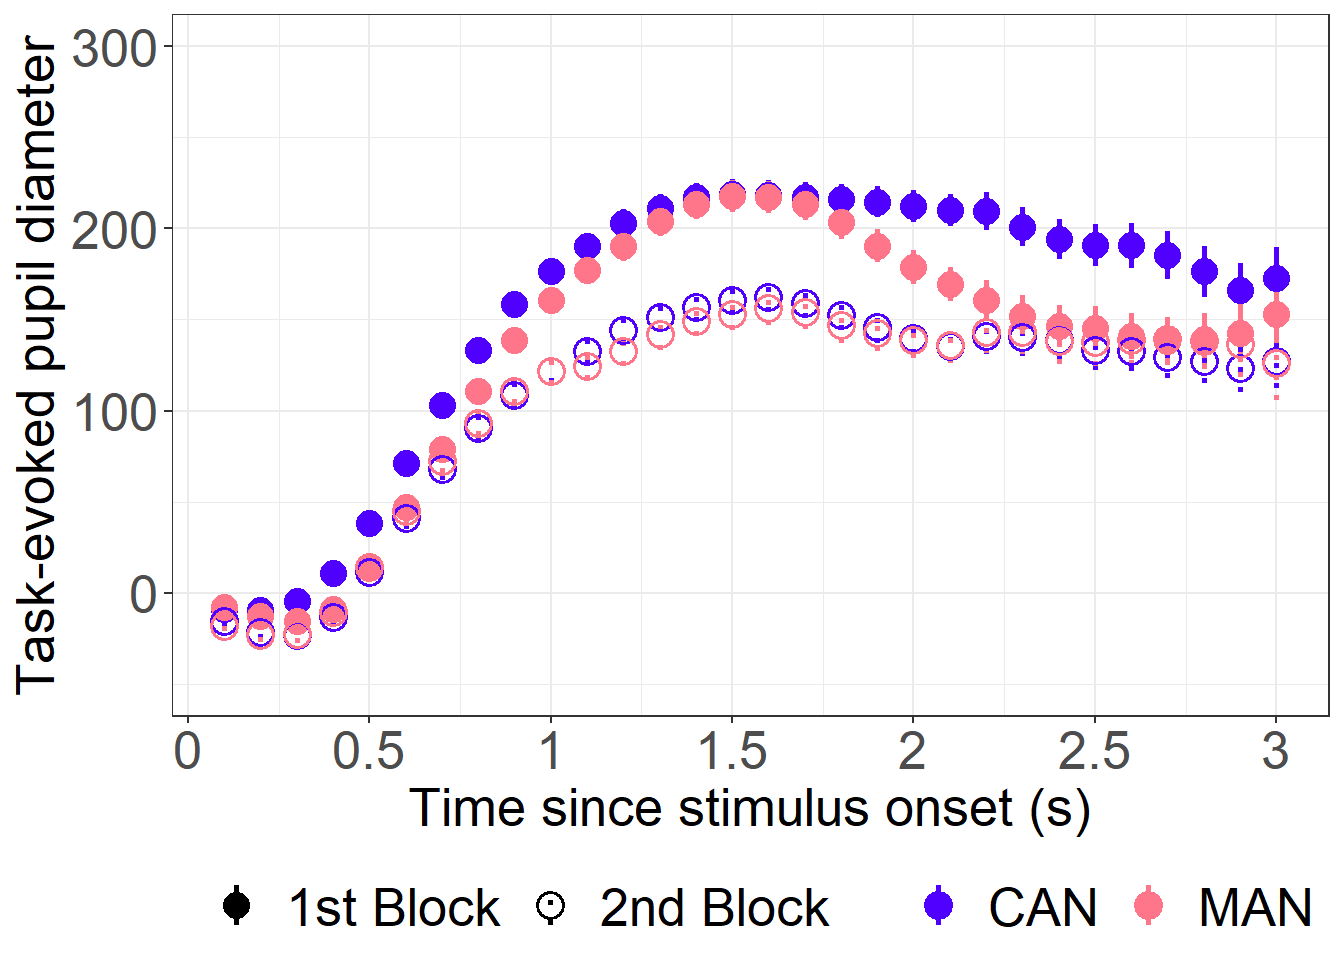 Task-evoked pupil diameter
300
200
100
0
0 0.5 1 1.5 2 2.5 3
Time since stimulus onset (s)
1st Block 2nd Block CAN MAN